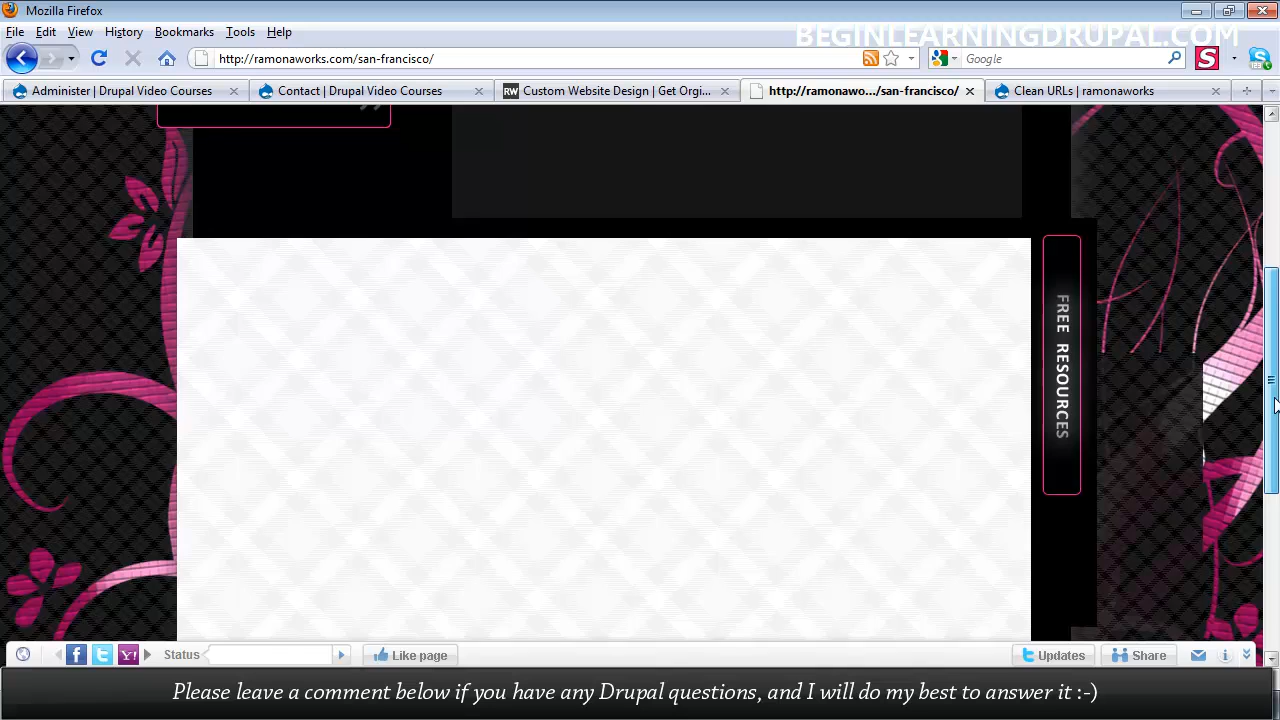 Mozilla Firefox
File Edit View History Bookmarks Tools Help
BEGINLEARNINGDRUPAL.COM
http://ramonaworks.com/san-francisco/
Google
S
Administer | Drupal Video Courses
Contact | Drupal Video Courses
RW Custom Website Design | Get Orgi...
http://ramonawo.../san-francisco/
Clean URLs | ramonaworks
FREE RESOURCES
Status
Like page
Updates
Share
Please leave a comment below if you have any Drupal questions, and I will do my best to answer it :-)